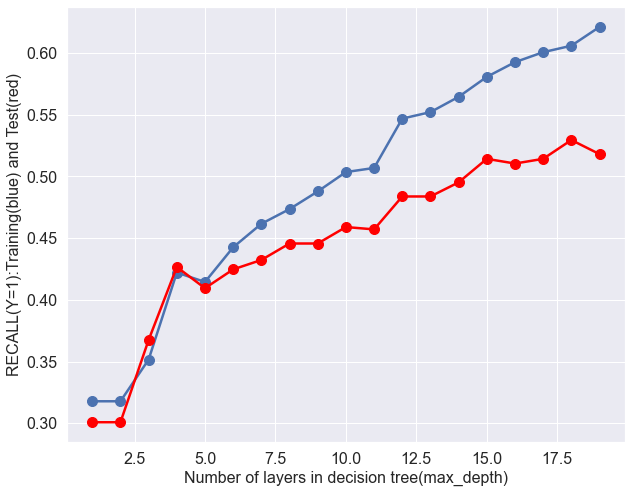 RECALL(Y=1):Training(blue) and Test(red)
0.60
0.55
0.50
0.45
0.40
0.35
0.30
2.5 5.0 7.5 10.0 12.5 15.0 17.5
Number of layers in decision tree(max_depth)